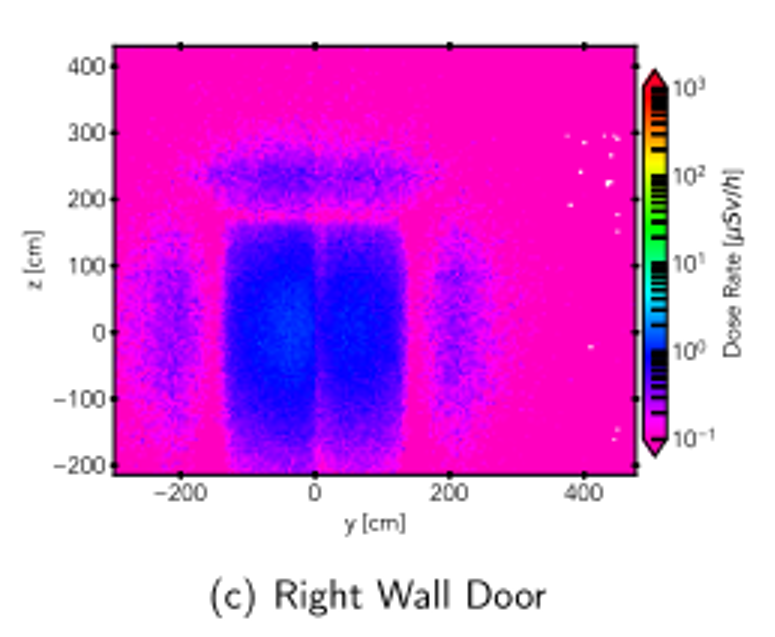 400
300
200
100
0
−100
−200
z [cm]
−200 0 200 400
y [cm]
10³
10²
10¹
10⁰
10⁻¹
Dose Rate [μSv/h]
(c) Right Wall Door